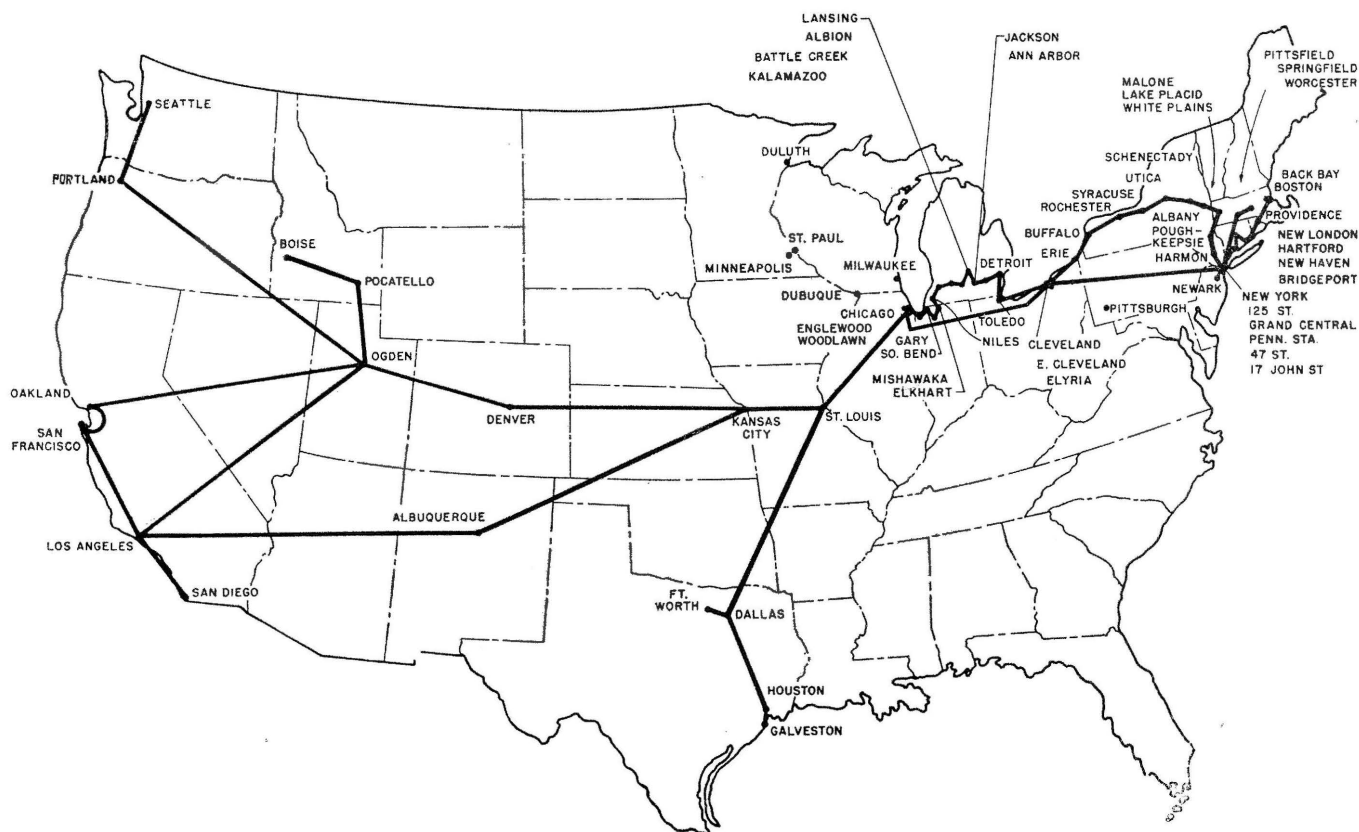 LANSING
ALBION
BATTLE CREEK
KALAMAZOO
JACKSON
ANN ARBOR
PITTSFIELD
SPRINGFIELD
WORCESTER
MALONE
LAKE PLACID
WHITE PLAINS
SEATTLE
PORTLAND
BOISE
POCATELLO
OGDEN
OAKLAND
SAN
FRANCISCO
LOS ANGELES
SAN DIEGO
ALBUQUERQUE
DENVER
KANSAS
CITY
ST. LOUIS
FT.
WORTH
DALLAS
HOUSTON
GALVESTON
DULUTH
ST. PAUL
MINNEAPOLIS
DUBUQUE
MILWAUKEE
CHICAGO
ENGLEWOOD
WOODLAWN
GARY
SO. BEND
MISHAWAKA
ELKHART
NILES
DETROIT
TOLEDO
CLEVELAND
E. CLEVELAND
ELYRIA
PITTSBURGH
ERIE
BUFFALO
ROCHESTER
SYRACUSE
UTICA
SCHENECTADY
ALBANY
POUGH-
KEEPSIE
HARMON
NEWARK
BACK BAY
BOSTON
PROVIDENCE
NEW LONDON
HARTFORD
NEW HAVEN
BRIDGEPORT
NEW YORK
125 ST.
GRAND CENTRAL
PENN. STA.
47 ST.
17 JOHN ST